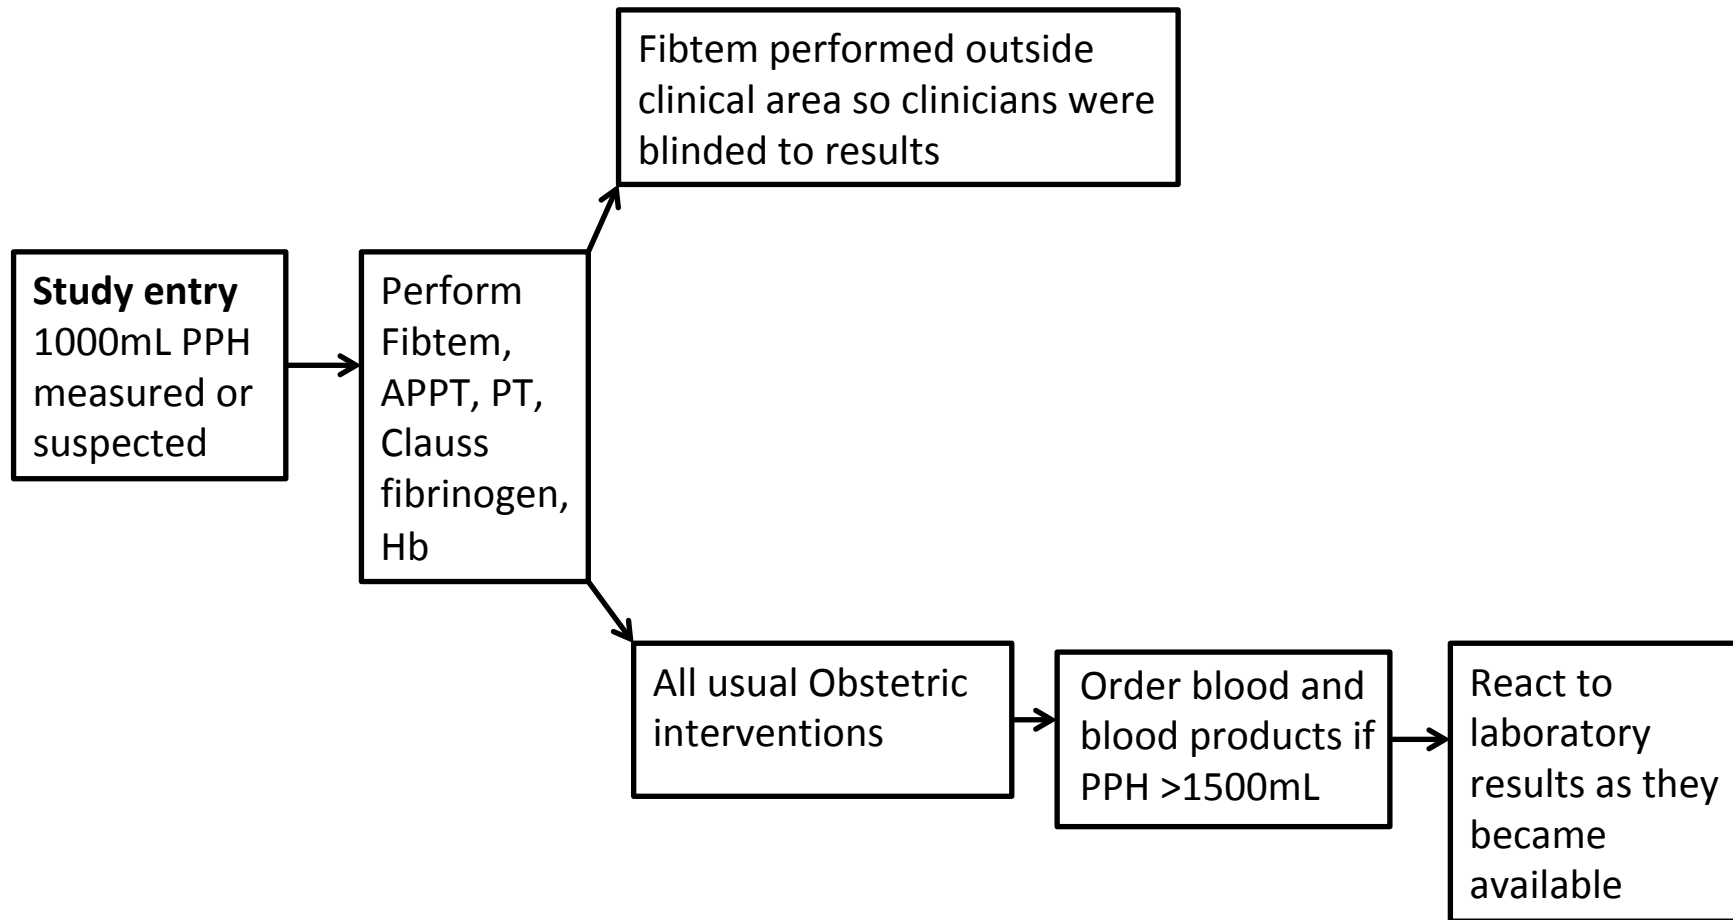 Fibtem performed outside
clinical area so clinicians were
blinded to results
Study entry
1000mL PPH
measured or
suspected
Perform
Fibtem,
APPT, PT,
Clauss
fibrinogen,
Hb
All usual Obstetric
interventions
Order blood and
blood products if
PPH >1500mL
React to
laboratory
results as they
became
available